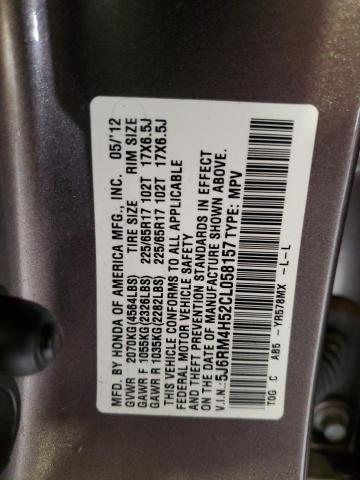 MFD. BY HONDA OF AMERICA MFG., INC. 05/12
GVWR 2070KG(4564LBS) TIRE SIZE RIM SIZE
GAWR F 1055KG(2326LBS) 225/65R17 102T 17X6.5J
GAWR R 1035KG(2282LBS) 225/65R17 102T 17X6.5J
THIS VEHICLE CONFORMS TO ALL APPLICABLE
FEDERAL MOTOR VEHICLE SAFETY STANDARDS
AND THEFT PREVENTION STANDARDS IN EFFECT
ON THE DATE OF MANUFACTURE SHOWN ABOVE.
V.I.N: 5J6RM4H52CL058157 TYPE: MPV
T0G C A85 -YR578MX -L-L